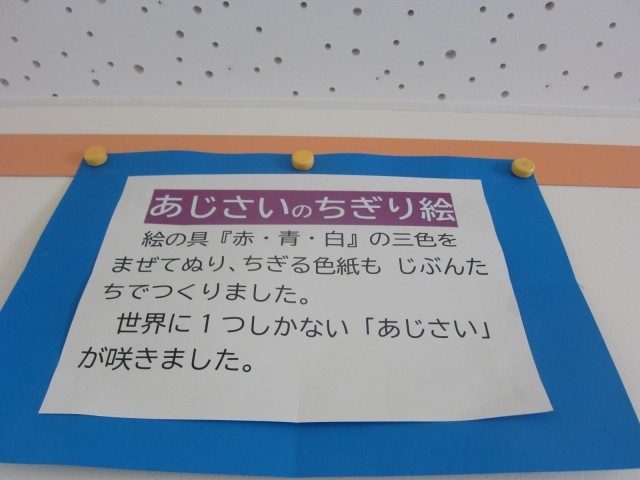 あじさいのちぎり絵
絵の具『赤・青・白』の三色を
まぜてぬり、ちぎる色紙も じぶんた
ちでつくりました。
世界に1つしかない「あじさい」
が咲きました。